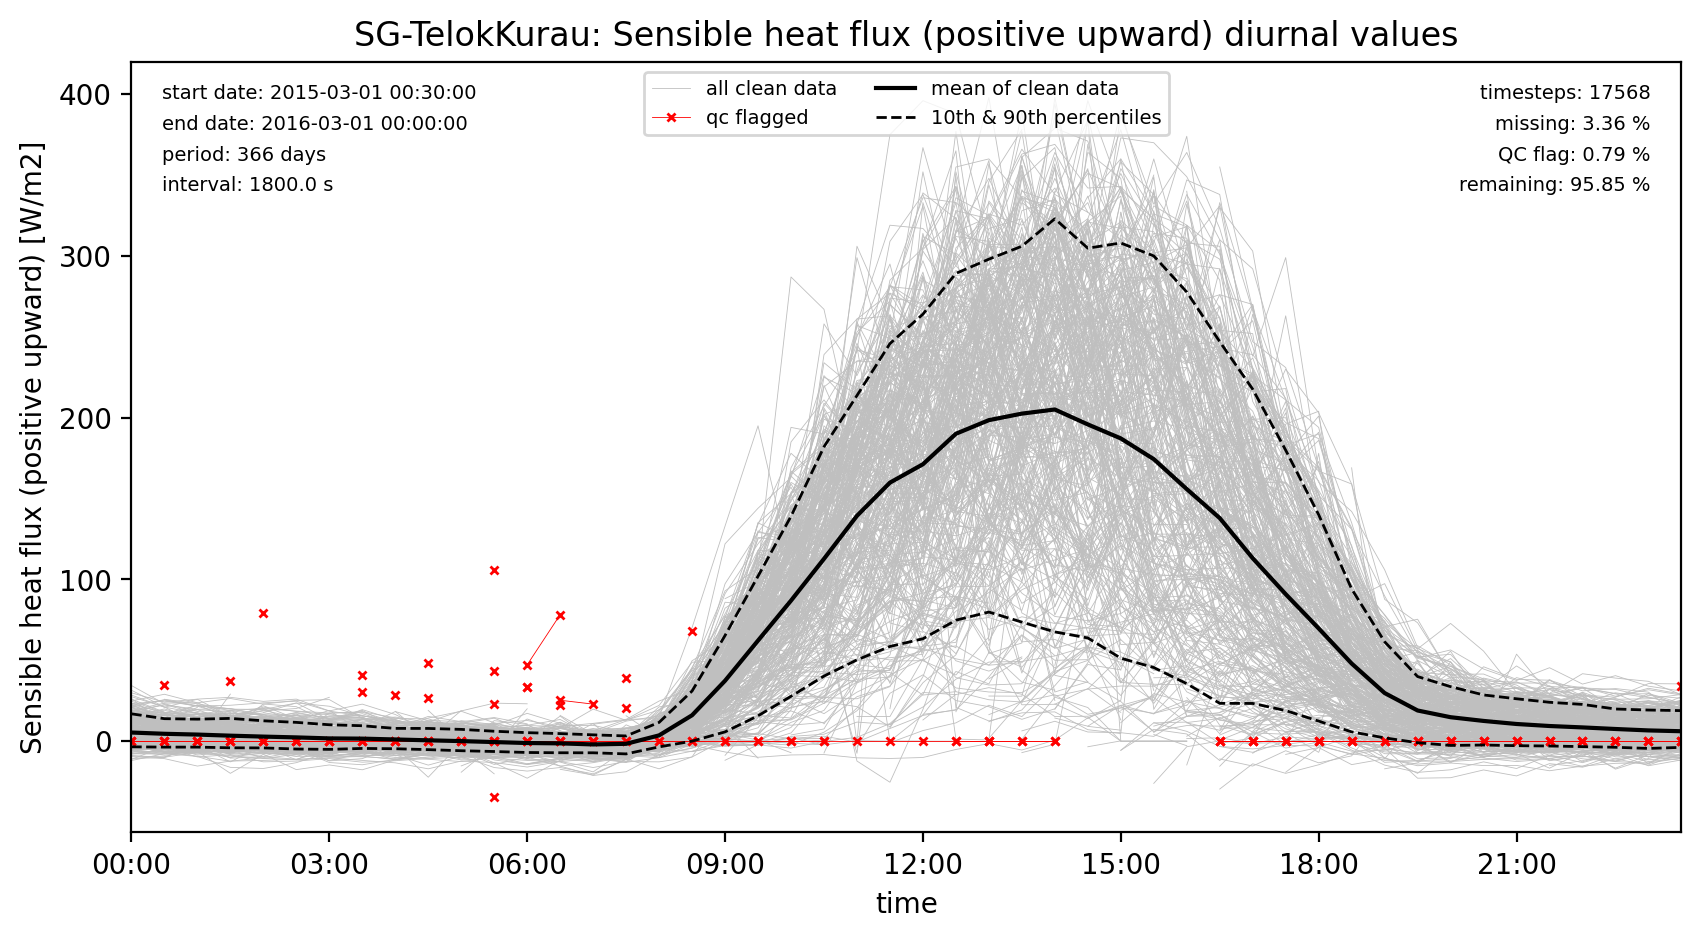 SG-TelokKurau: Sensible heat flux (positive upward) diurnal values
start date: 2015-03-01 00:30:00
end date: 2016-03-01 00:00:00
period: 366 days
interval: 1800.0 s
all clean data
qc flagged
mean of clean data
10th & 90th percentiles
timesteps: 17568
missing: 3.36 %
QC flag: 0.79 %
remaining: 95.85 %
Sensible heat flux (positive upward) [W/m2]
400
300
200
100
0
00:00 03:00 06:00 09:00 12:00 15:00 18:00 21:00
time